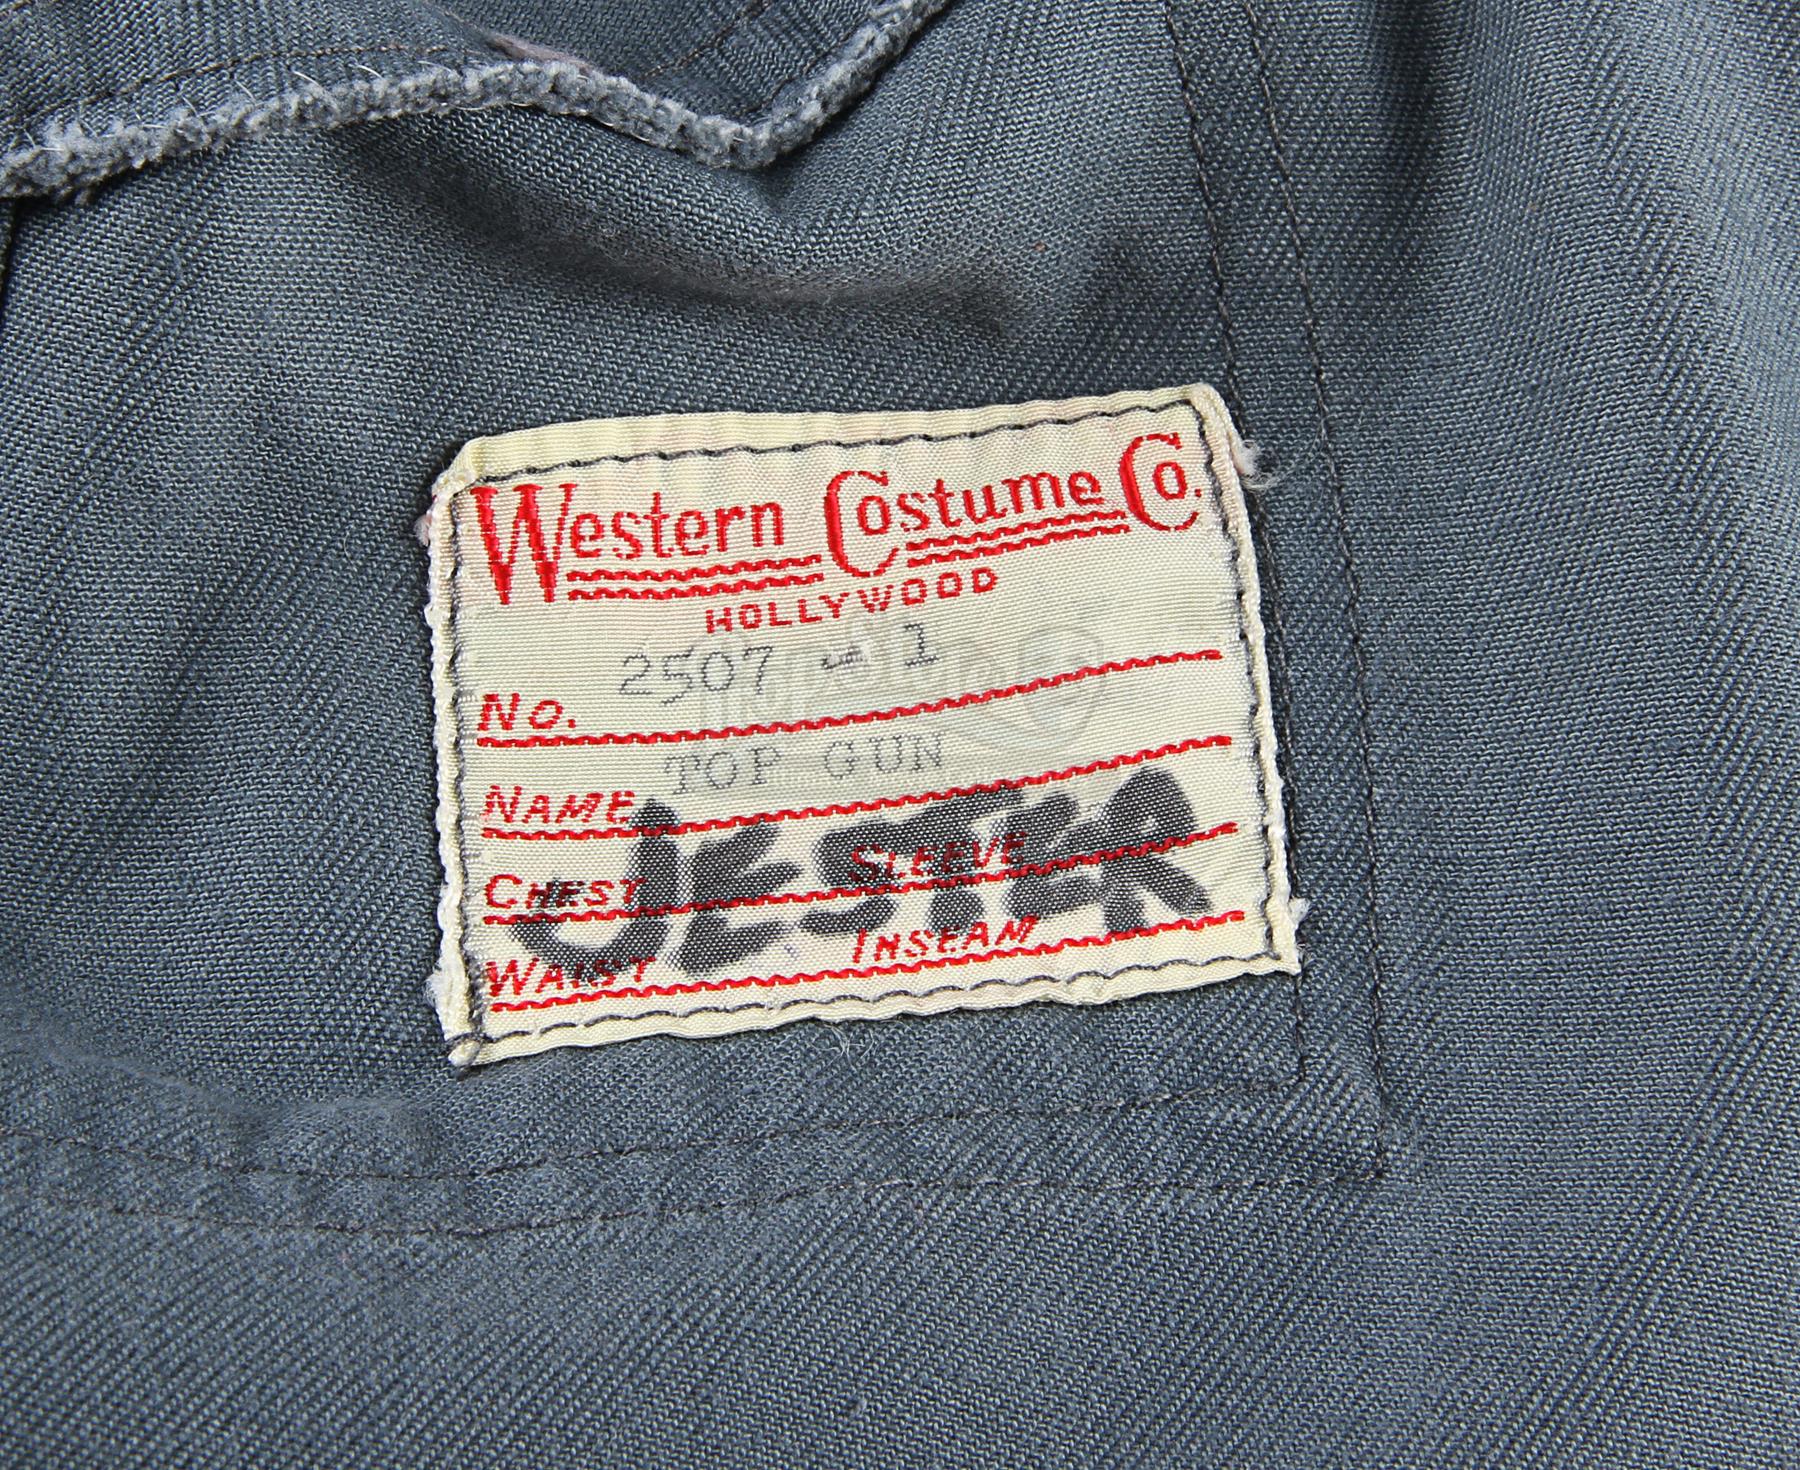 Western Costume Co.
HOLLYWOOD
No. 2507 - 1
NAME TOP GUN
JESTER
CHEST SLEEVE
WAIST INSEAM